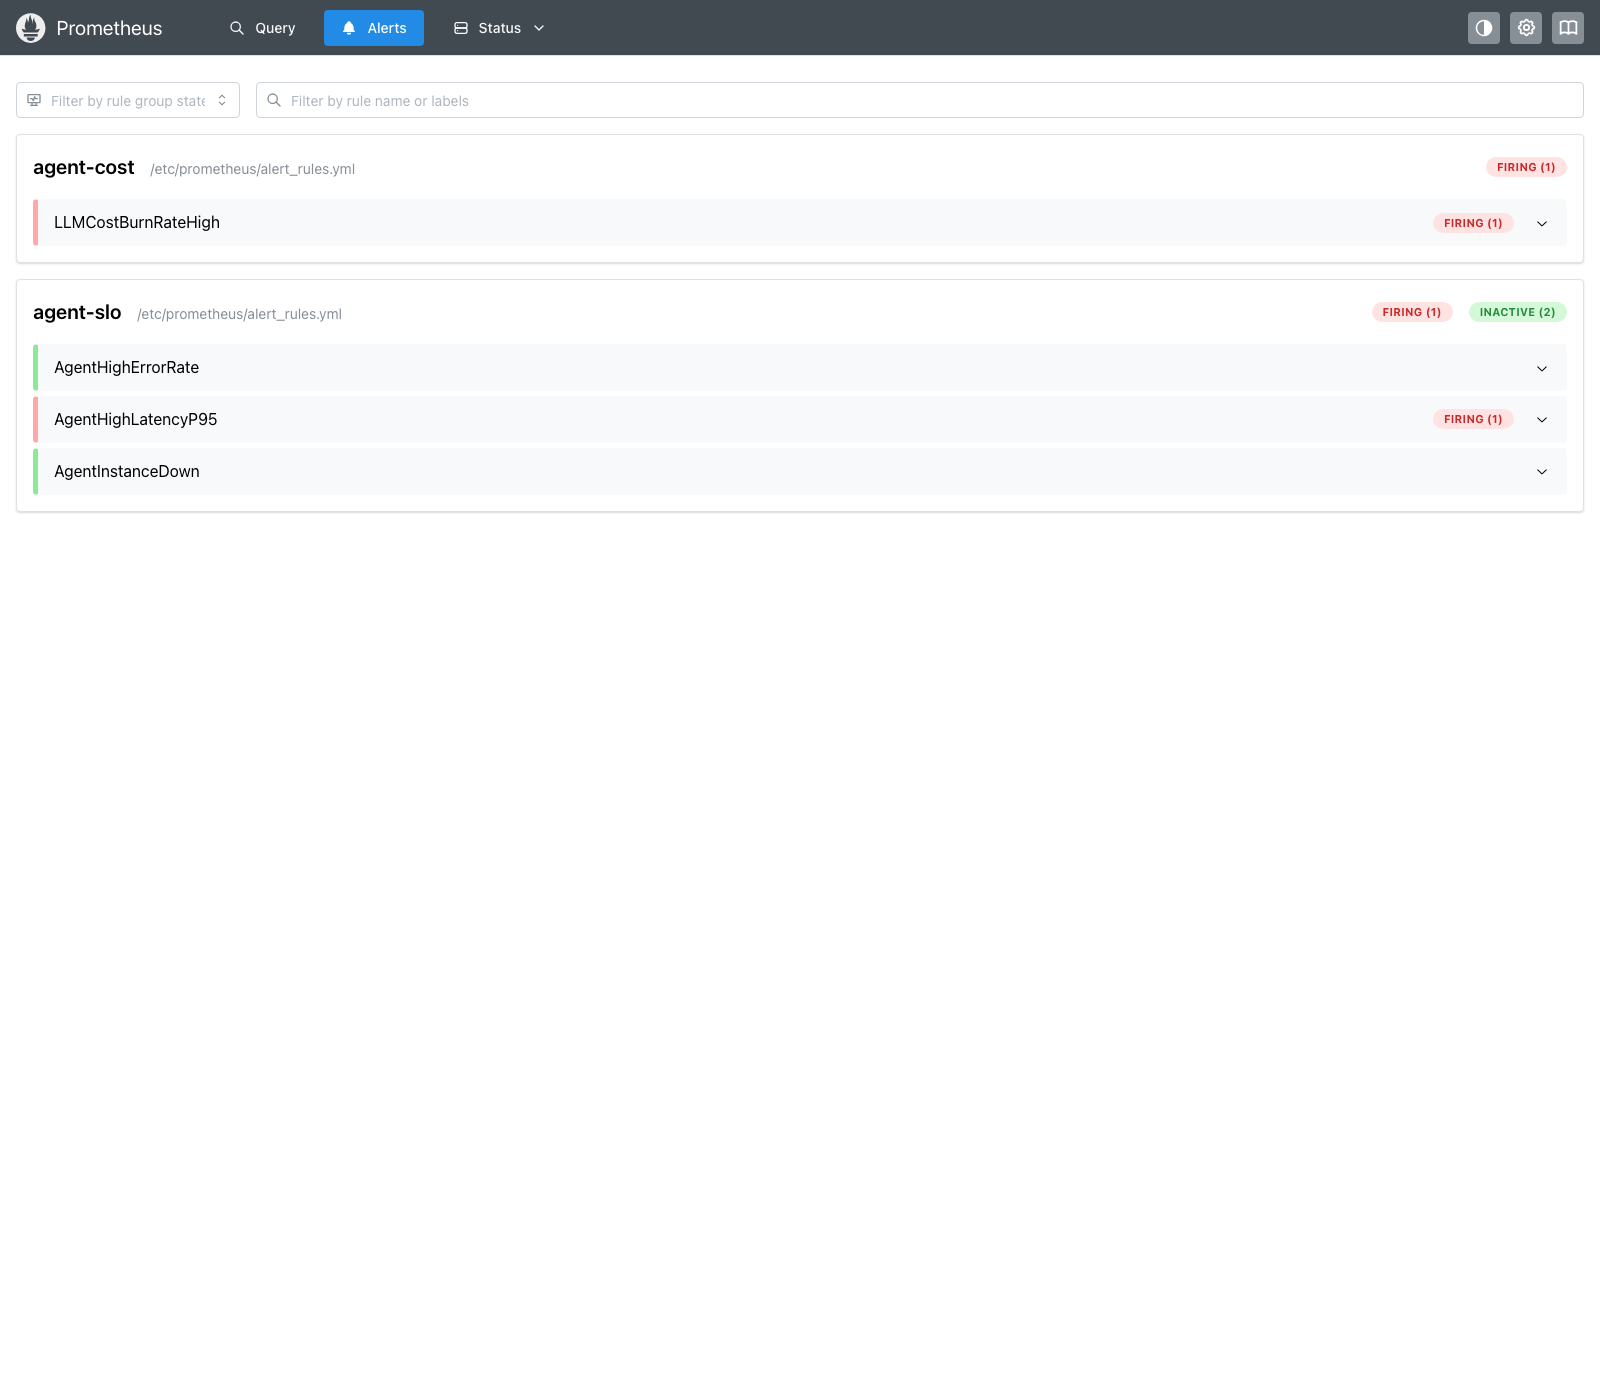 Prometheus Query Alerts Status
Filter by rule group state Filter by rule name or labels
agent-cost /etc/prometheus/alert_rules.yml FIRING (1)
LLMCostBurnRateHigh FIRING (1)
agent-slo /etc/prometheus/alert_rules.yml FIRING (1) INACTIVE (2)
AgentHighErrorRate
AgentHighLatencyP95 FIRING (1)
AgentInstanceDown